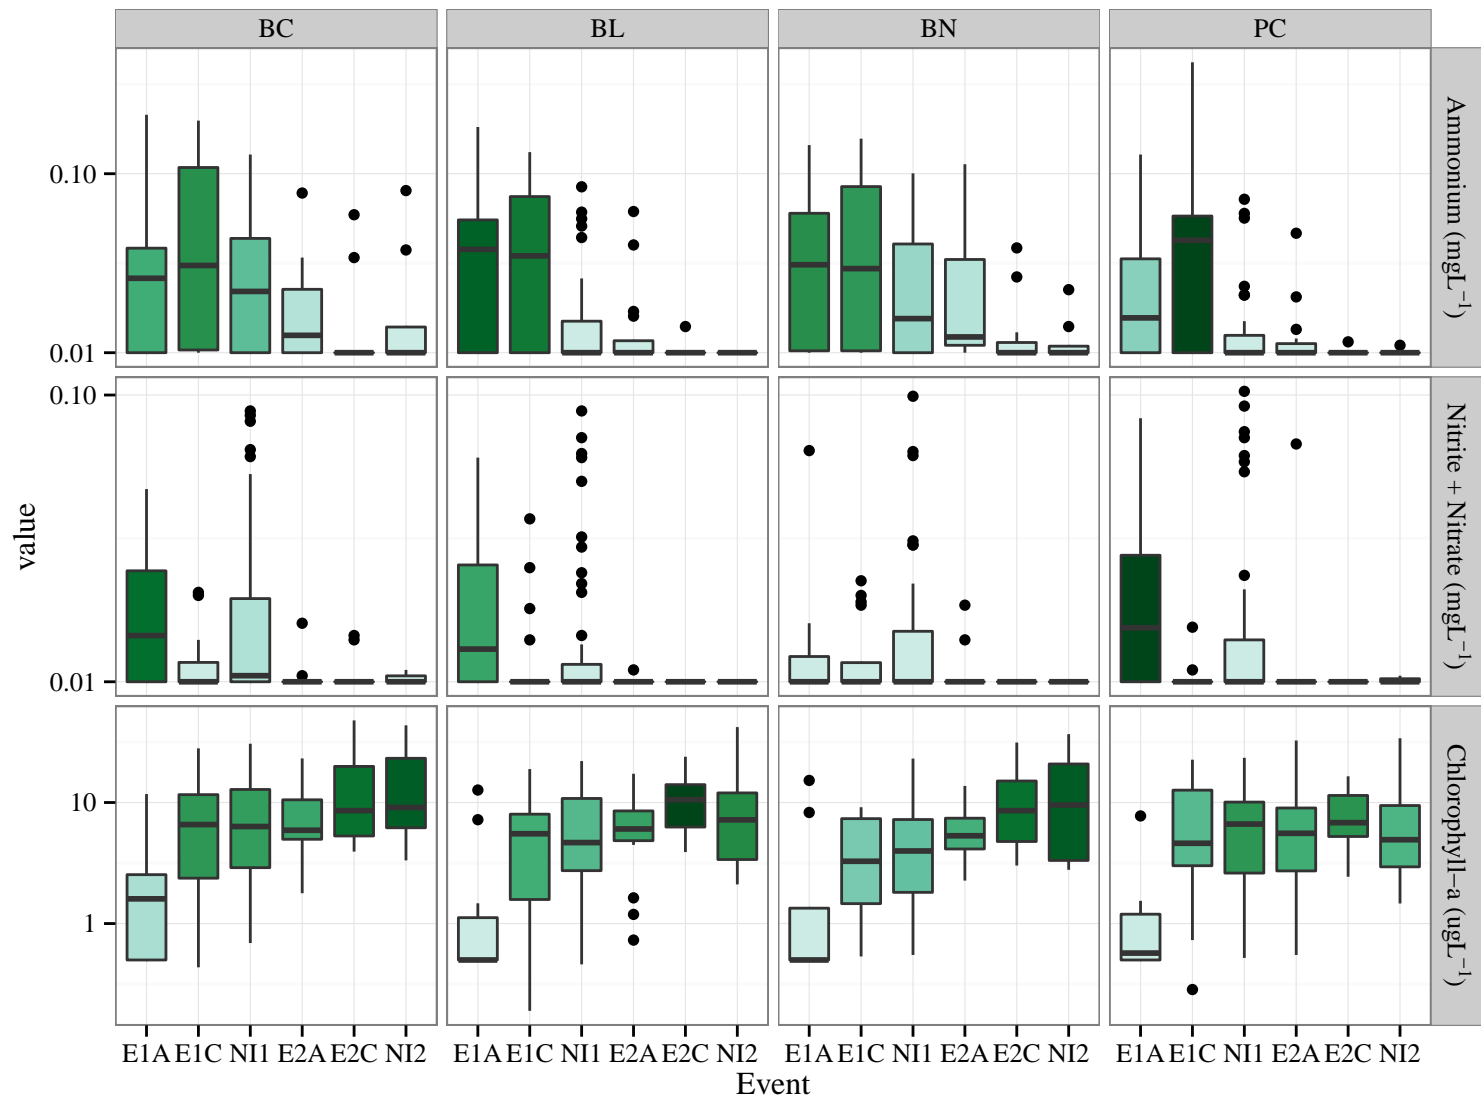 BC BL BN PC
0.10
0.01
Ammonium (mgL⁻¹)
0.10
0.01
Nitrite + Nitrate (mgL⁻¹)
10
1
Chlorophyll−a (ugL⁻¹)
value
E1A E1C NI1 E2A E2C NI2 E1A E1C NI1 E2A E2C NI2 E1A E1C NI1 E2A E2C NI2 E1A E1C NI1 E2A E2C NI2
Event